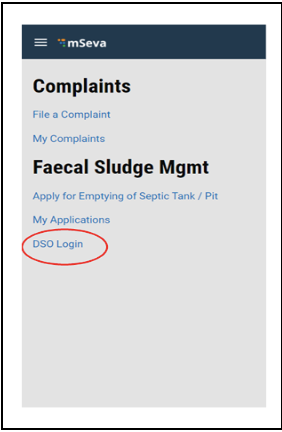 mSeva
Complaints
File a Complaint
My Complaints
Faecal Sludge Mgmt
Apply for Emptying of Septic Tank / Pit
My Applications
DSO Login